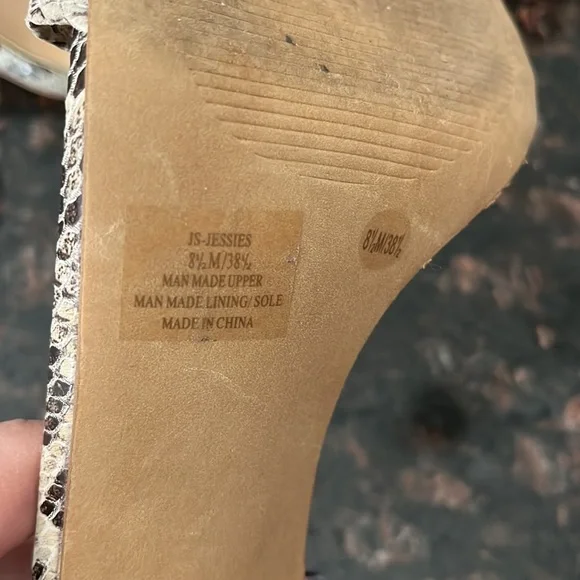 JS-JESSIES
8½M/38½
MAN MADE UPPER
MAN MADE LINING/SOLE
MADE IN CHINA
8½M/38½